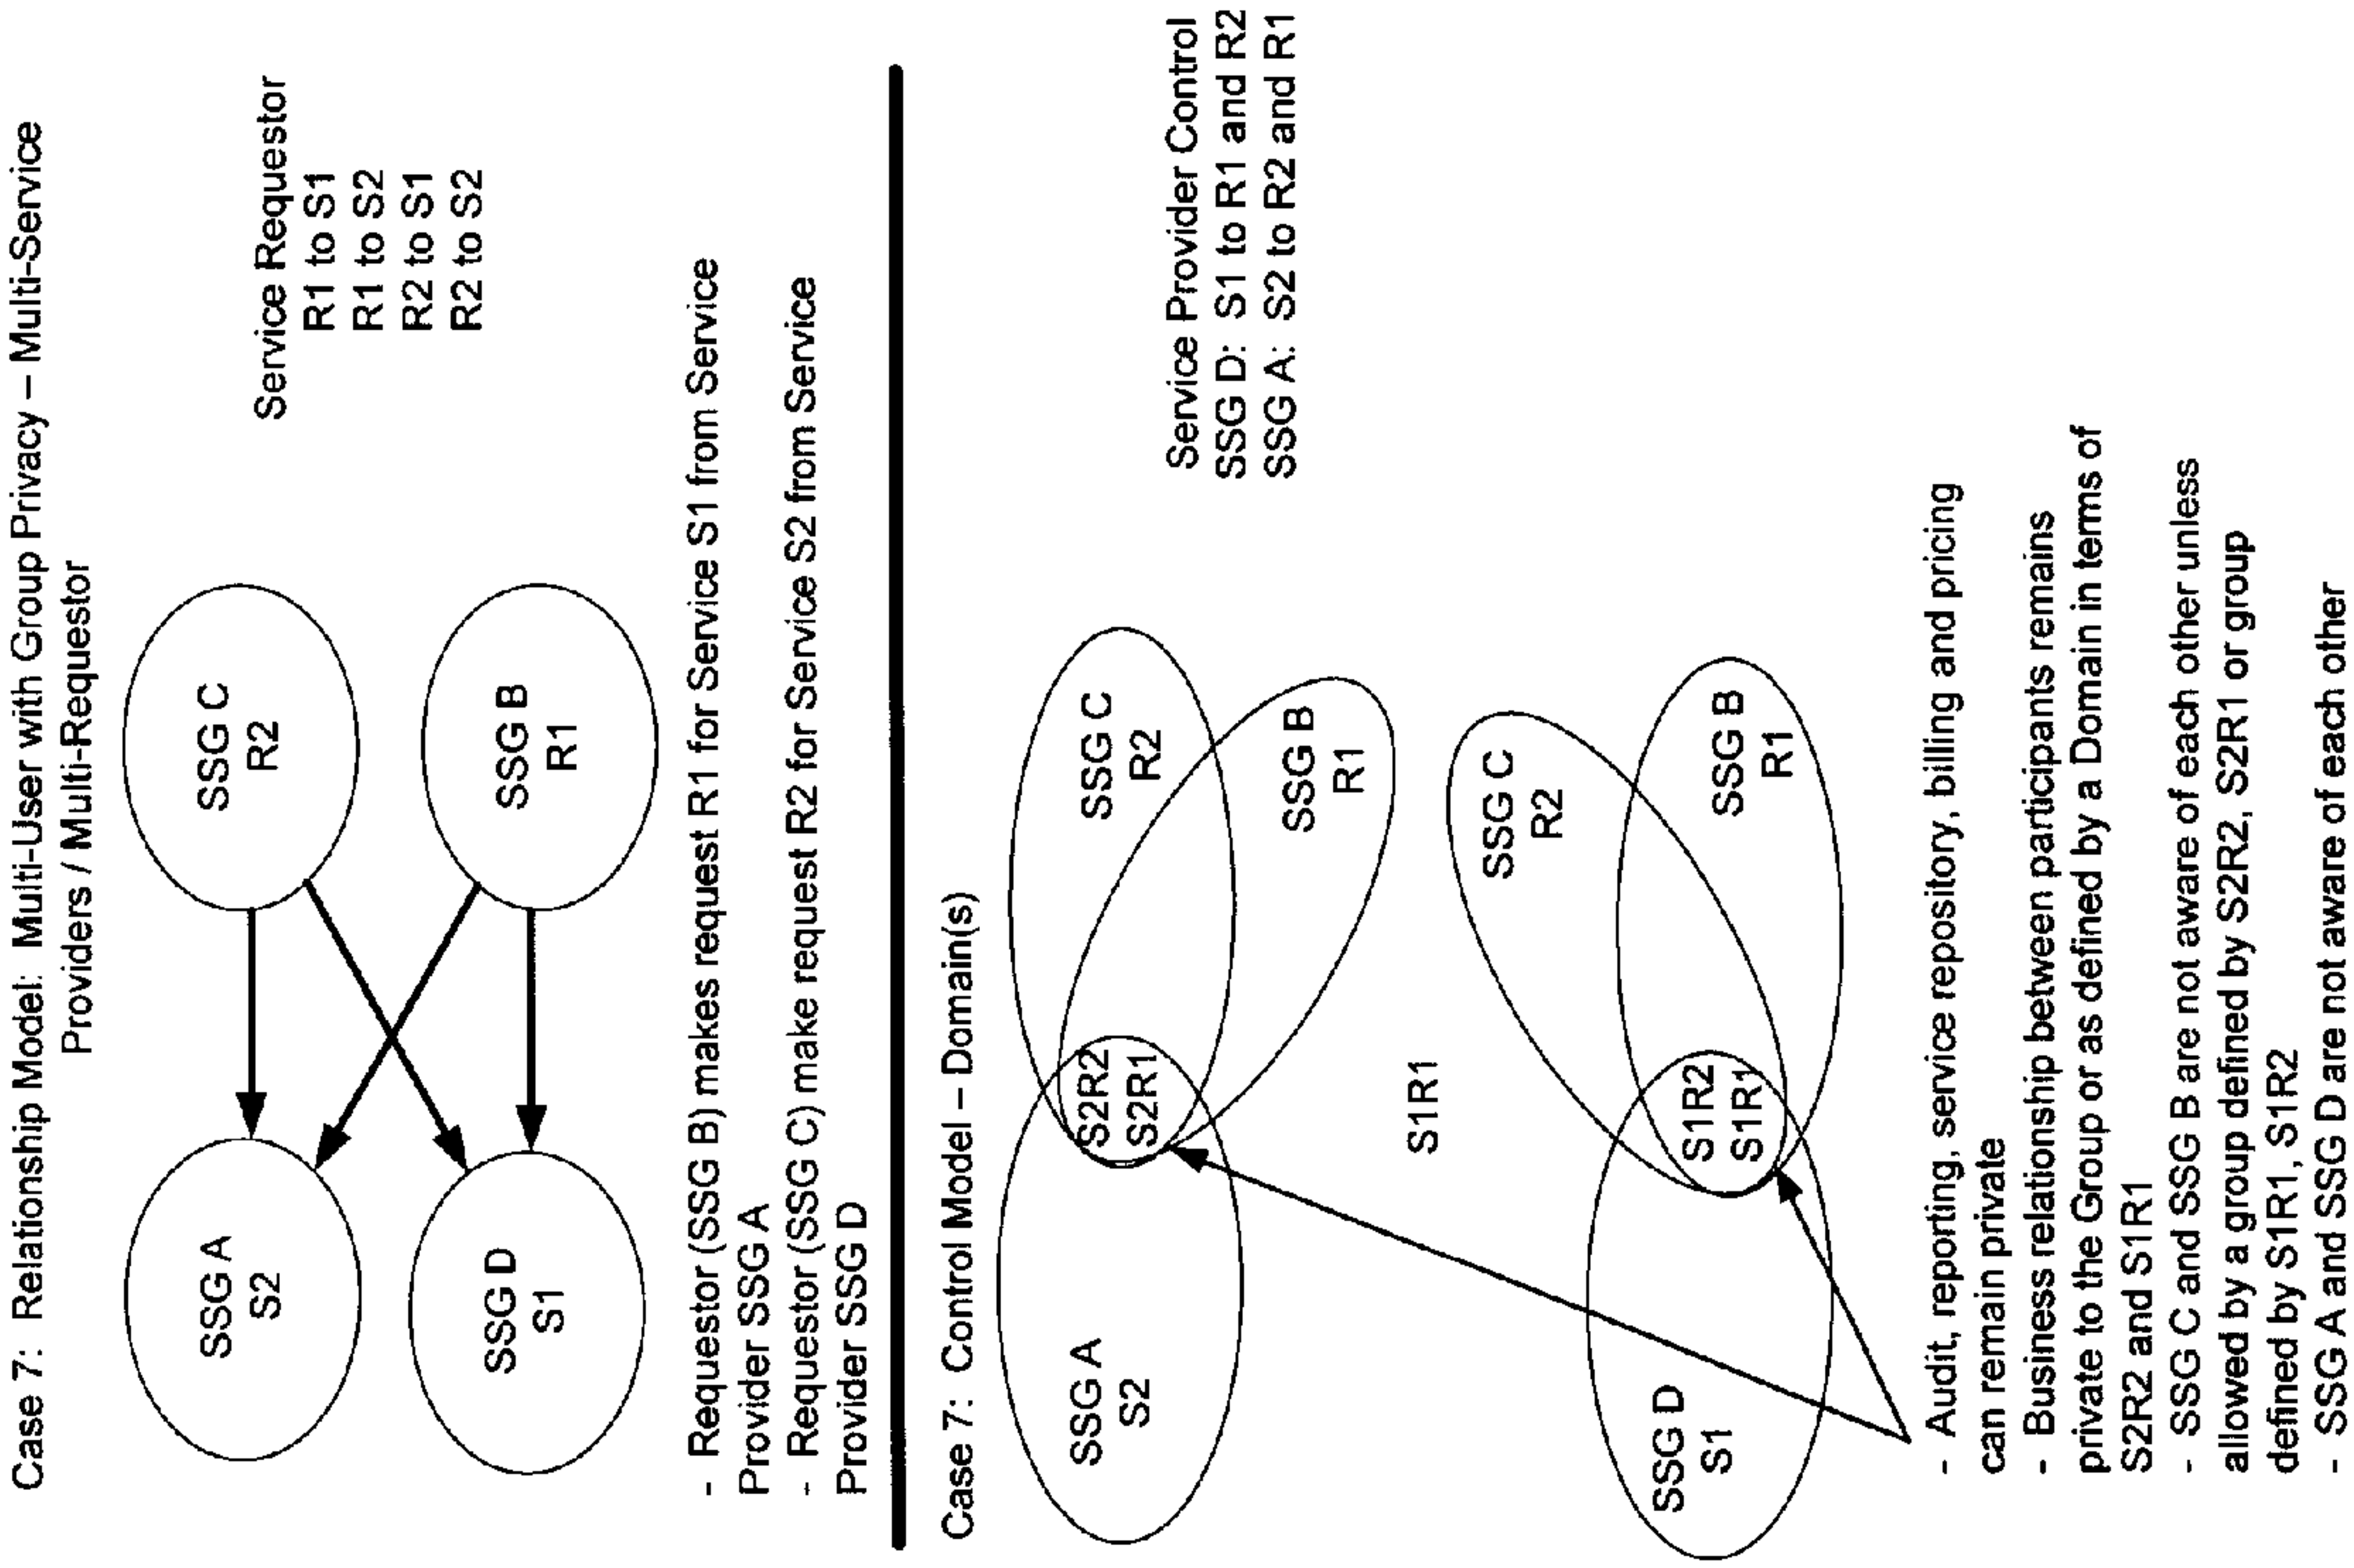 Case 7:  Relationship Model:  Multi-User with Group Privacy – Multi-Service
Providers / Multi-Requestor
SSG A
S2
SSG C
R2
SSG D
S1
SSG B
R1
Service Requestor
R1 to S1
R1 to S2
R2 to S1
R2 to S2
- Requestor (SSG B) makes request R1 for Service S1 from Service
Provider SSG A
- Requestor (SSG C) make request R2 for Service S2 from Service
Provider SSG D
Case 7:  Control Model – Domain(s)
SSG A
S2
S2R2
S2R1
SSG C
R2
SSG B
R1
Service Provider Control
SSG D:  S1 to R1 and R2
SSG A:  S2 to R2 and R1
S1R1
SSG D
S1
S1R2
S1R1
SSG C
R2
SSG B
R1
- Audit, reporting, service repository, billing and pricing
can remain private
- Business relationship between participants remains
private to the Group or as defined by a Domain in terms of
S2R2 and S1R1
- SSG C and SSG B are not aware of each other unless
allowed by a group defined by S2R2, S2R1 or group
defined by S1R1, S1R2
- SSG A and SSG D are not aware of each other